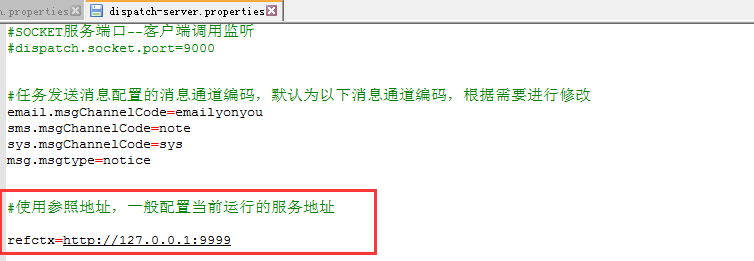 n.properties
dispatch-server.properties
#SOCKET服务端口--客户端调用监听
#dispatch.socket.port=9000
#任务发送消息配置的消息通道编码，默认为以下消息通道编码，根据需要进行修改
email.msgChannelCode=emailyonyou
sms.msgChannelCode=note
sys.msgChannelCode=sys
msg.msgtype=notice
#使用参照地址，一般配置当前运行的服务地址
refctx=http://127.0.0.1:9999